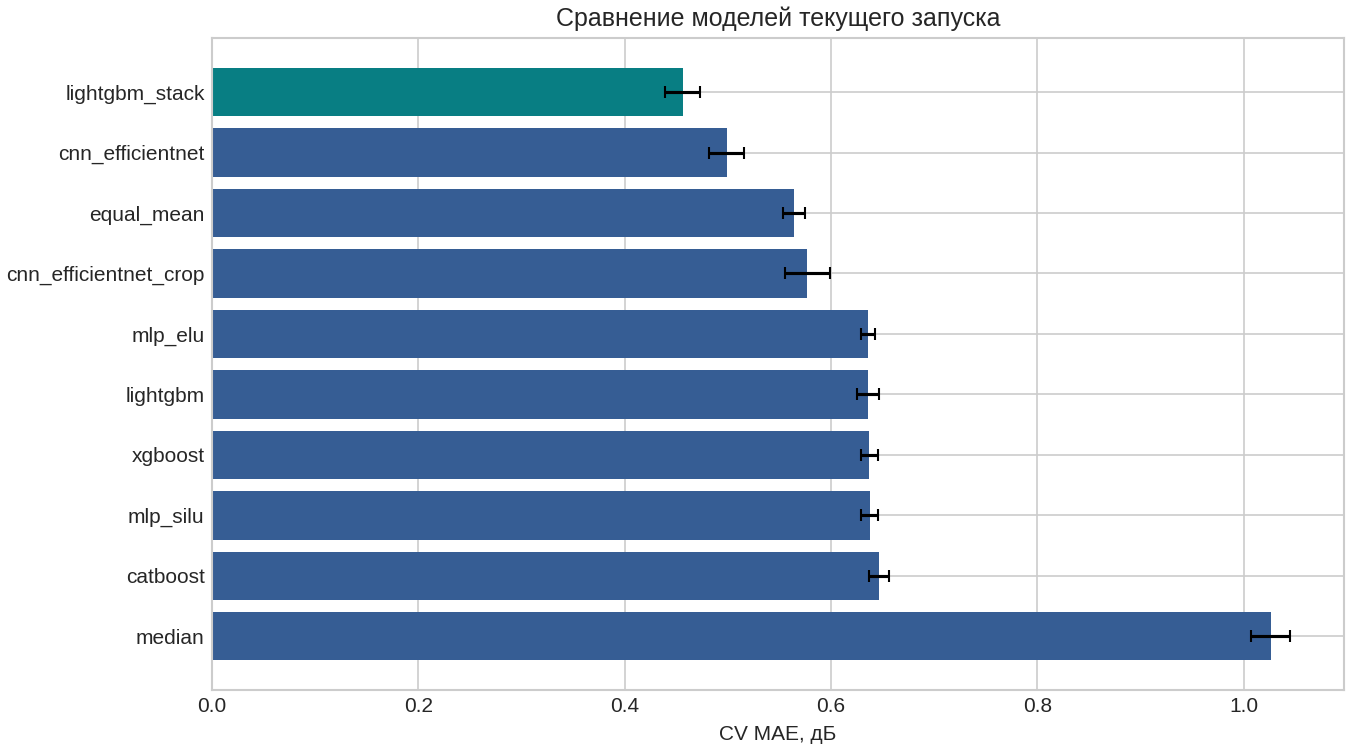 Сравнение моделей текущего запуска
lightgbm_stack
cnn_efficientnet
equal_mean
cnn_efficientnet_crop
mlp_elu
lightgbm
xgboost
mlp_silu
catboost
median
0.0 0.2 0.4 0.6 0.8 1.0
CV MAE, дБ